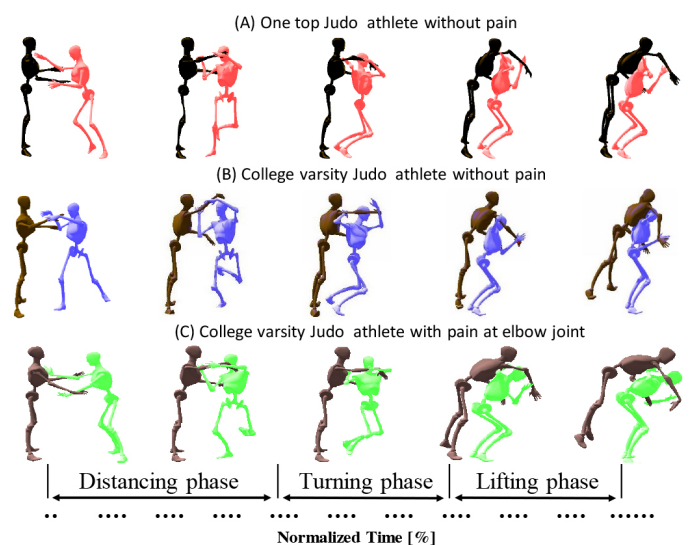 (A) One top Judo athlete without pain
(B) College varsity Judo athlete without pain
(C) College varsity Judo athlete with pain at elbow joint
Distancing phase Turning phase Lifting phase
Normalized Time [%]